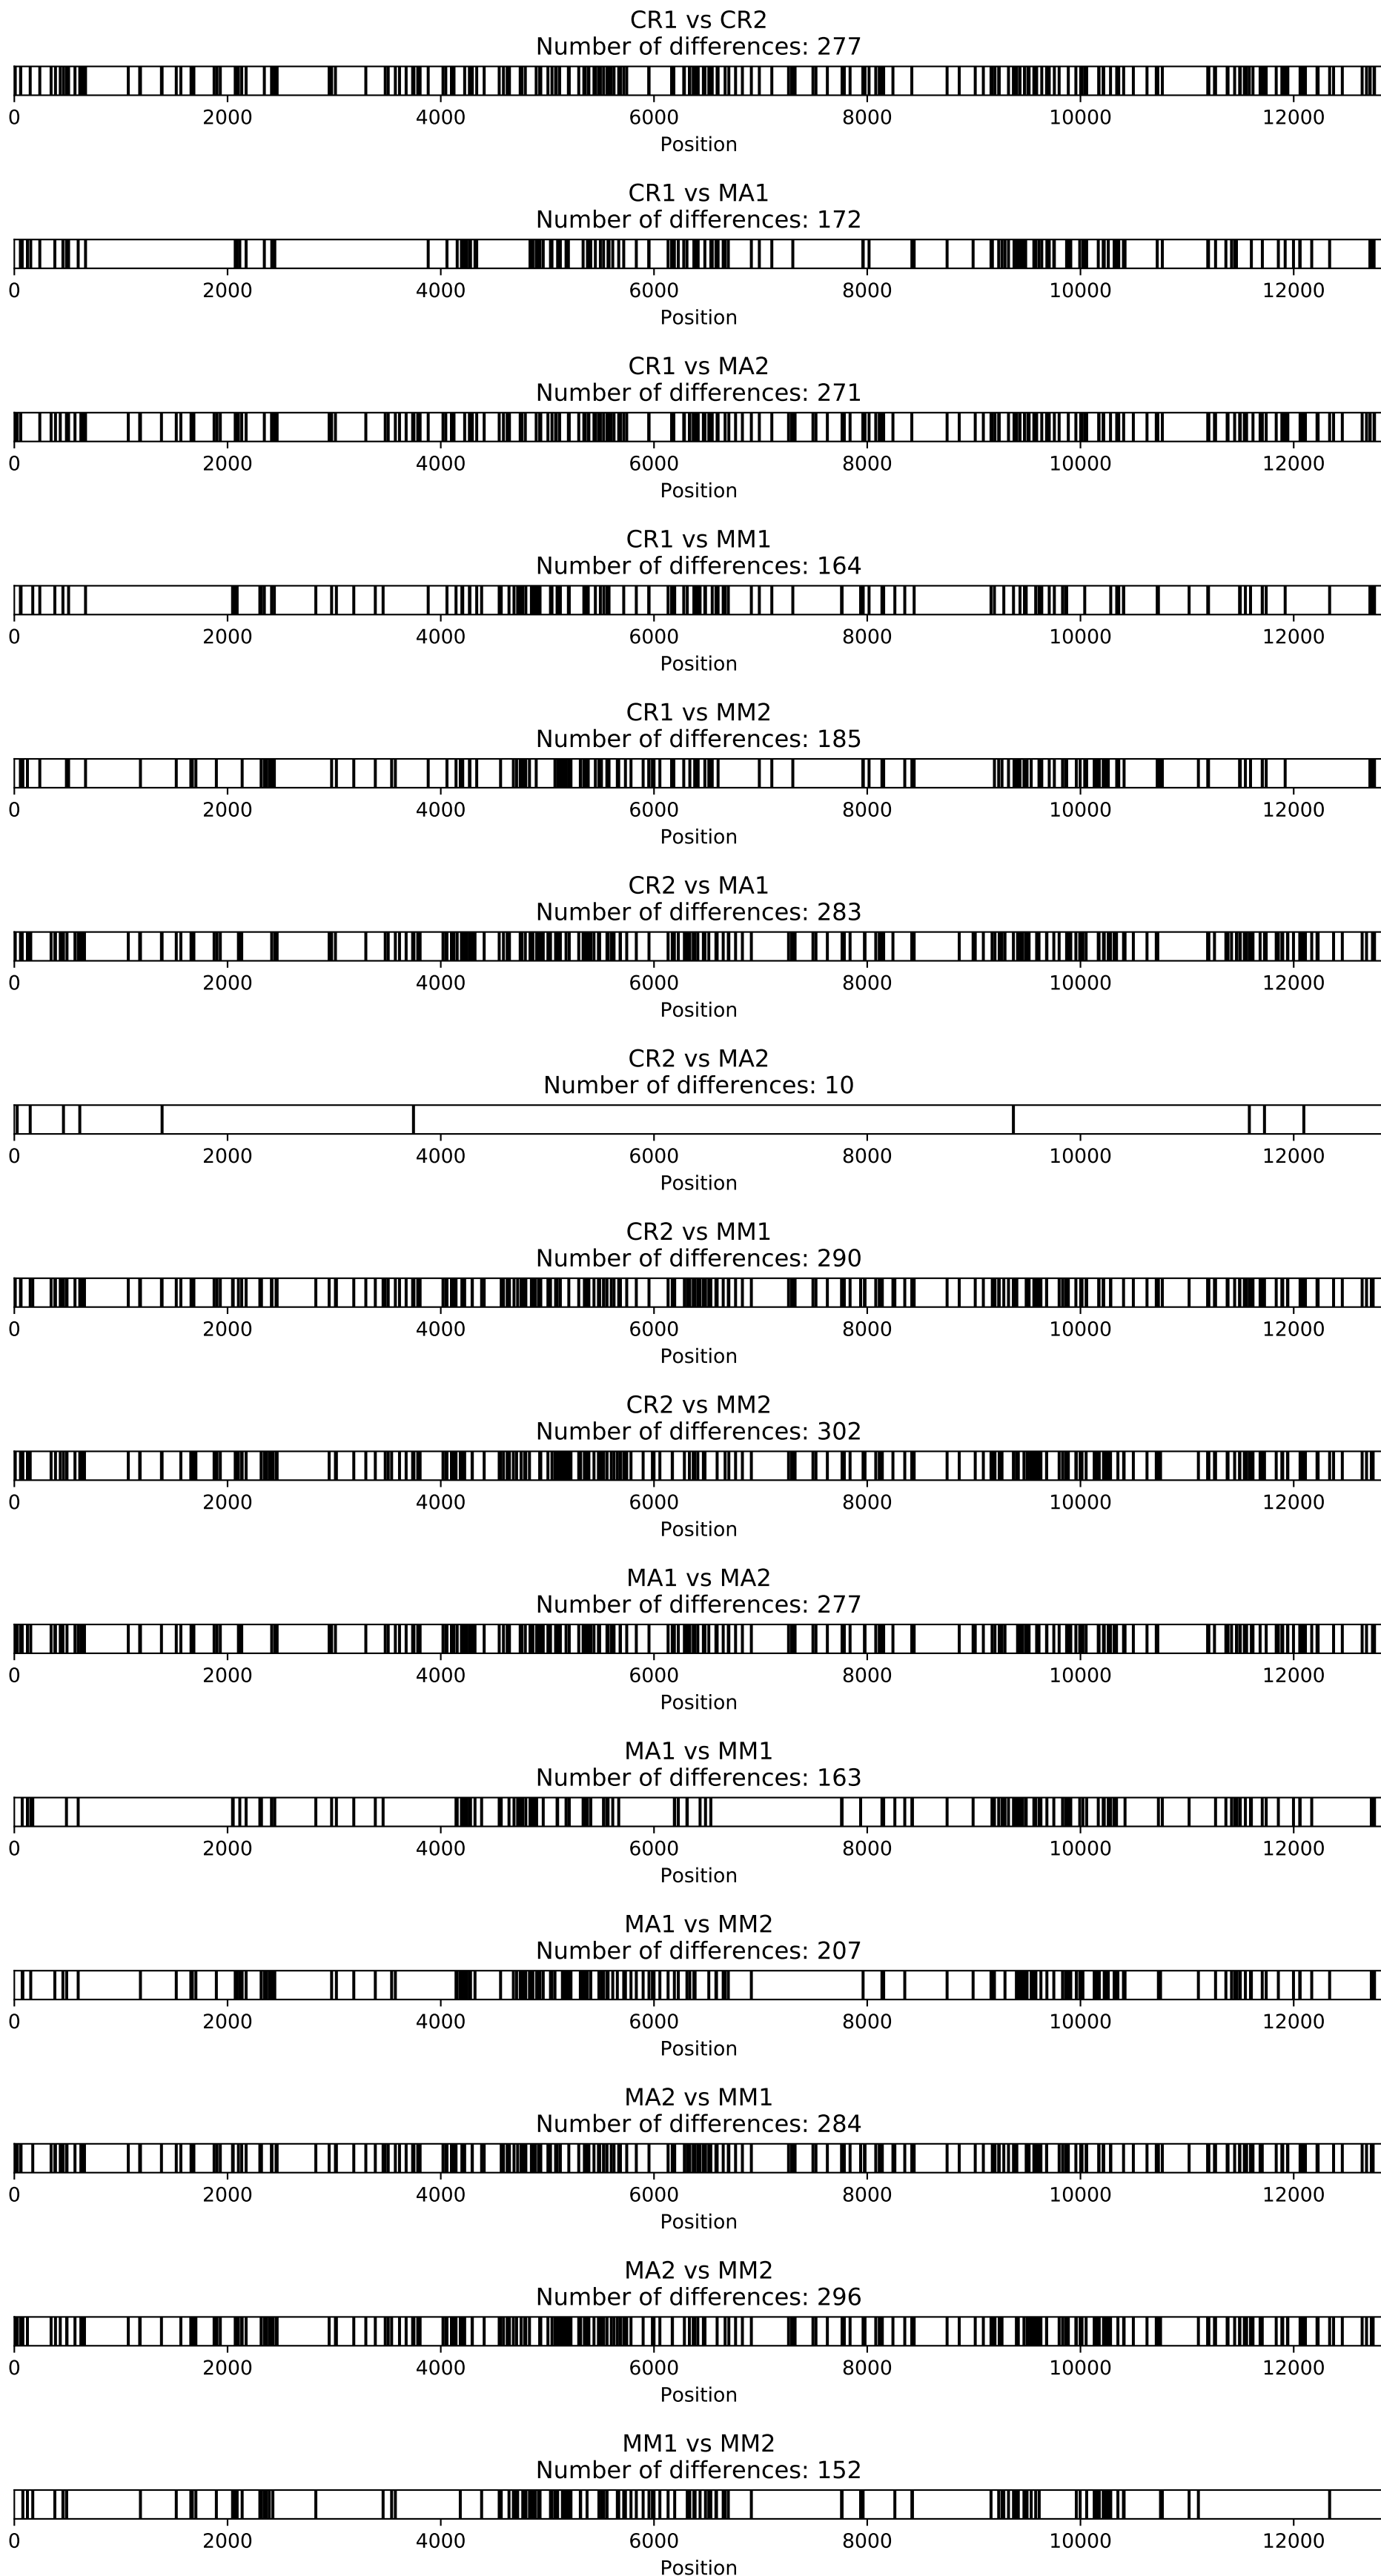 CR1 vs CR2
Number of differences: 277
0 2000 4000 6000 8000 10000 12000
Position
CR1 vs MA1
Number of differences: 172
0 2000 4000 6000 8000 10000 12000
Position
CR1 vs MA2
Number of differences: 271
0 2000 4000 6000 8000 10000 12000
Position
CR1 vs MM1
Number of differences: 164
0 2000 4000 6000 8000 10000 12000
Position
CR1 vs MM2
Number of differences: 185
0 2000 4000 6000 8000 10000 12000
Position
CR2 vs MA1
Number of differences: 283
0 2000 4000 6000 8000 10000 12000
Position
CR2 vs MA2
Number of differences: 10
0 2000 4000 6000 8000 10000 12000
Position
CR2 vs MM1
Number of differences: 290
0 2000 4000 6000 8000 10000 12000
Position
CR2 vs MM2
Number of differences: 302
0 2000 4000 6000 8000 10000 12000
Position
MA1 vs MA2
Number of differences: 277
0 2000 4000 6000 8000 10000 12000
Position
MA1 vs MM1
Number of differences: 163
0 2000 4000 6000 8000 10000 12000
Position
MA1 vs MM2
Number of differences: 207
0 2000 4000 6000 8000 10000 12000
Position
MA2 vs MM1
Number of differences: 284
0 2000 4000 6000 8000 10000 12000
Position
MA2 vs MM2
Number of differences: 296
0 2000 4000 6000 8000 10000 12000
Position
MM1 vs MM2
Number of differences: 152
0 2000 4000 6000 8000 10000 12000
Position